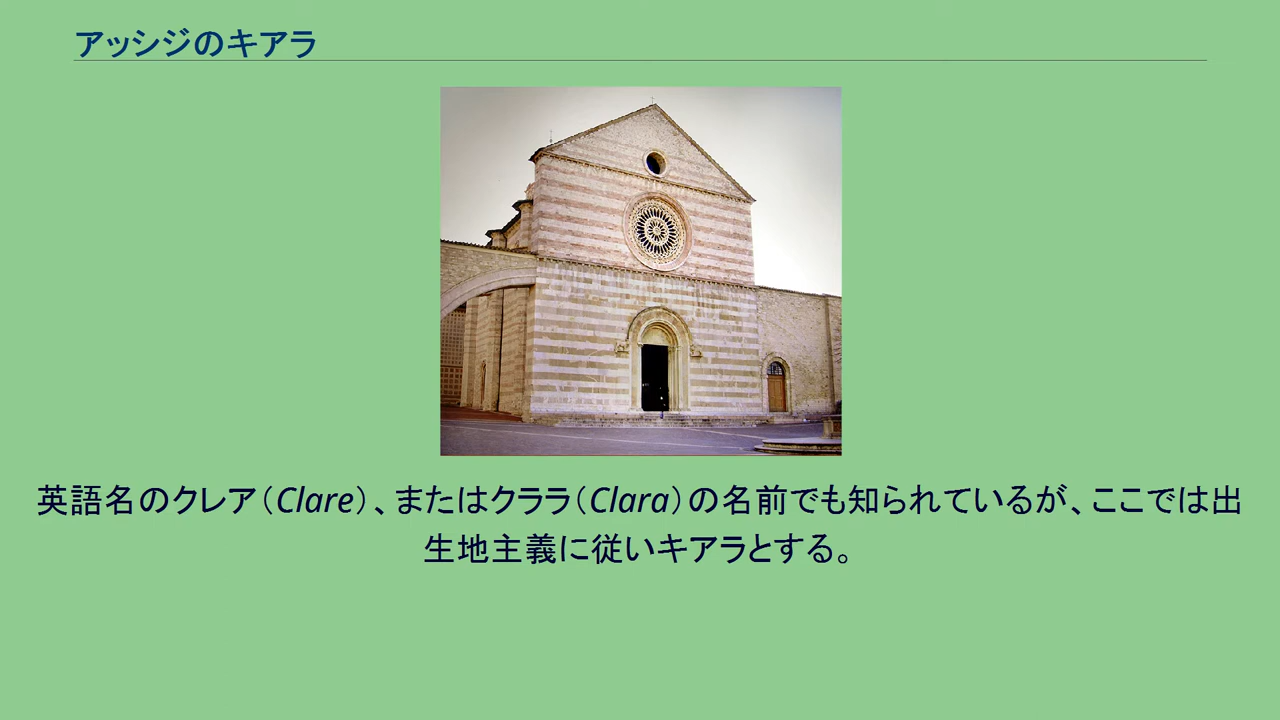 アッシジのキアラ
英語名のクレア（Clare）、またはクララ（Clara）の名前でも知られているが、ここでは出
生地主義に従いキアラとする。